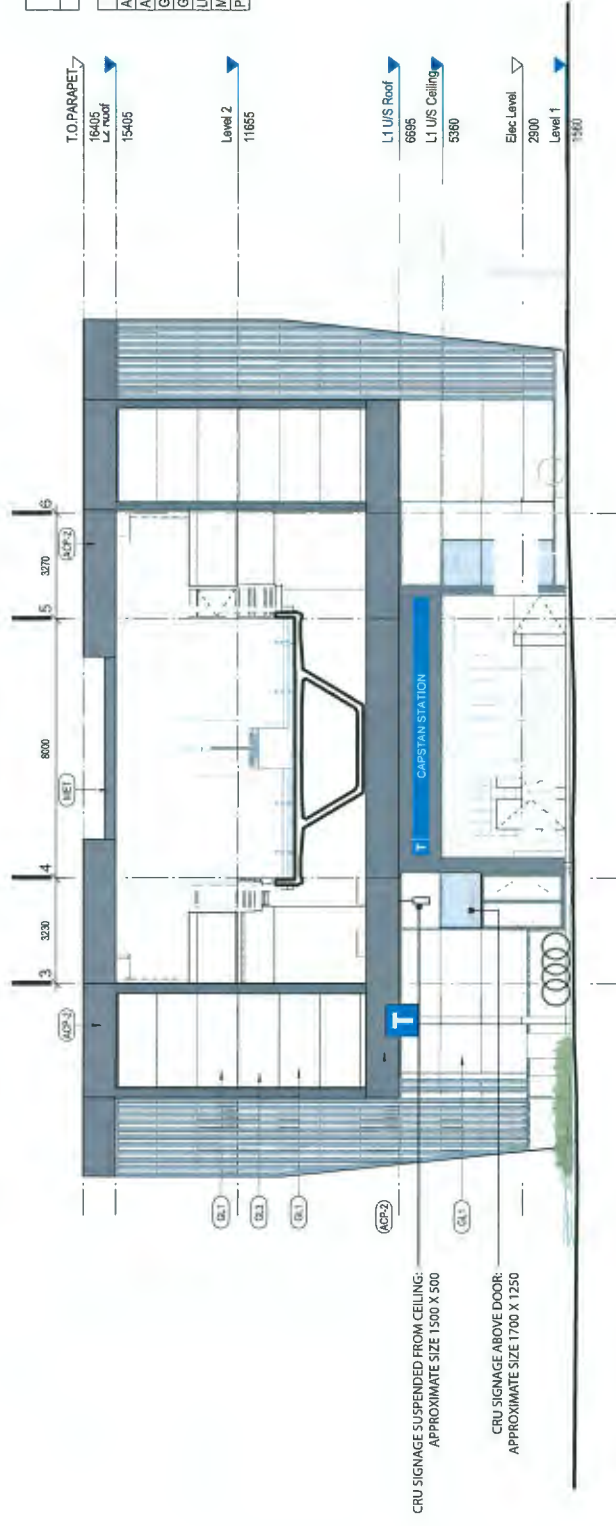 T.O.PARAPET
16405
L2 Roof
15405
Level 2
11655
L1 U/S Roof
6695
L1 U/S Ceiling
5360
Elec Level
2900
Level 1
1560
3
4
5
6
3230
8000
3270
ACP-2
MET
ACP-2
GL1
GL3
GL1
ACP-2
GL1
T
T CAPSTAN STATION
CRU SIGNAGE SUSPENDED FROM CEILING:
APPROXIMATE SIZE 1500 X 500
CRU SIGNAGE ABOVE DOOR:
APPROXIMATE SIZE 1700 X 1250
A
A
G
G
L
M
P